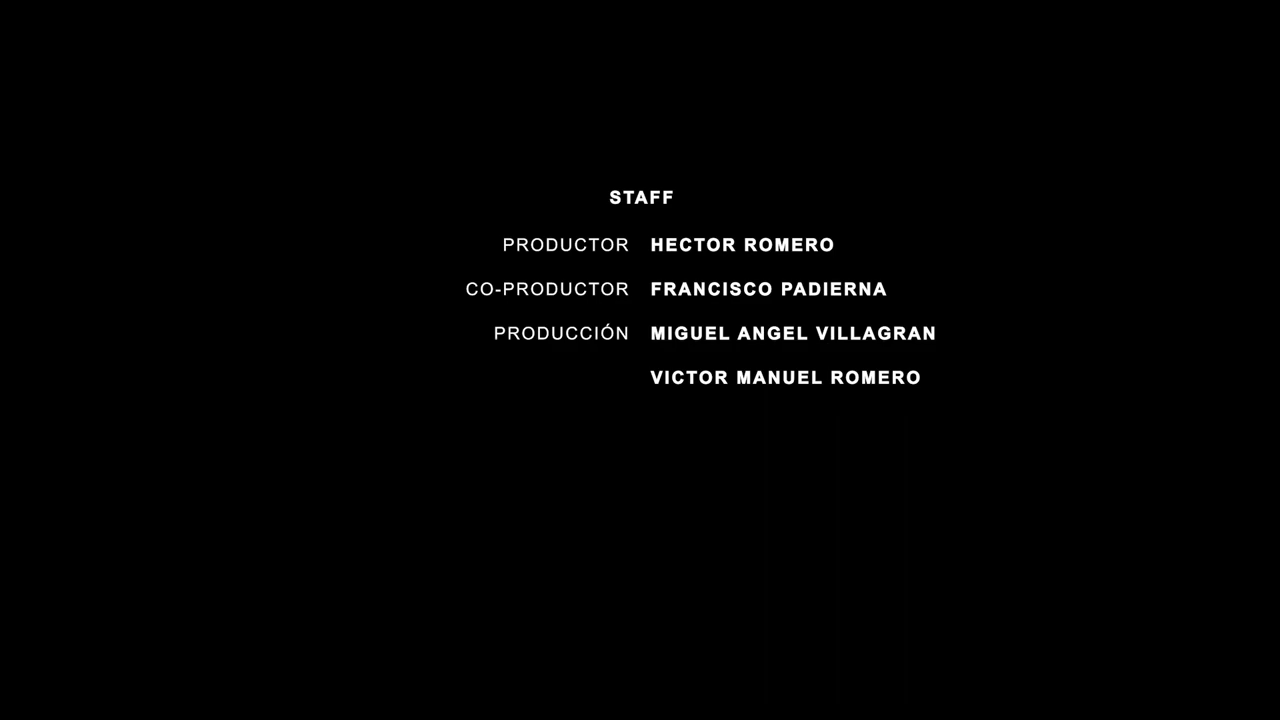 STAFF
PRODUCTOR HECTOR ROMERO
CO-PRODUCTOR FRANCISCO PADIERNA
PRODUCCIÓN MIGUEL ANGEL VILLAGRAN
VICTOR MANUEL ROMERO